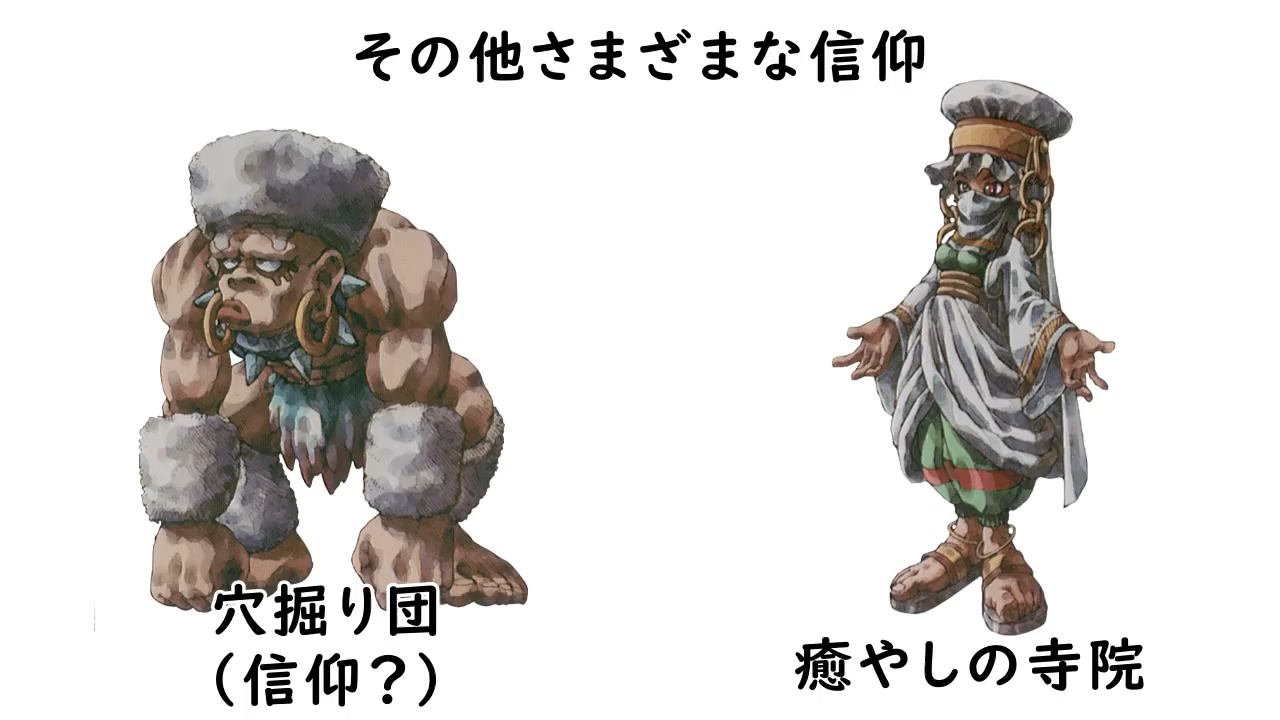 その他さまざまな信仰
穴掘り団
（信仰？）
癒やしの寺院